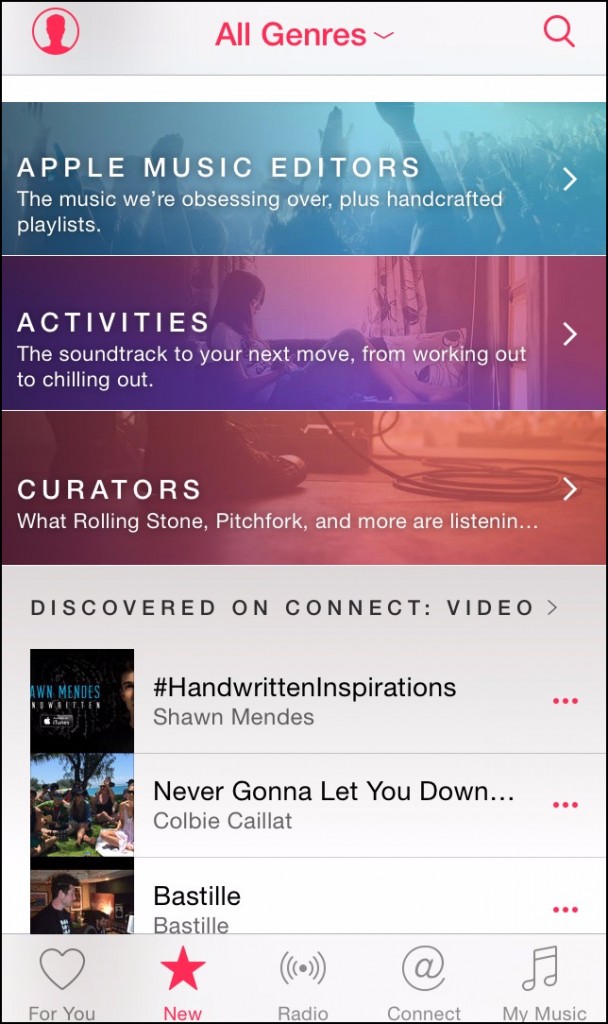 All Genres
APPLE MUSIC EDITORS
The music we’re obsessing over, plus handcrafted
playlists.
ACTIVITIES
The soundtrack to your next move, from working out
to chilling out.
CURATORS
What Rolling Stone, Pitchfork, and more are listenin...
DISCOVERED ON CONNECT: VIDEO
AWN MENDES
NDWRITTEN
iTunes
#HandwrittenInspirations
Shawn Mendes
Never Gonna Let You Down...
Colbie Caillat
Bastille
Bastille
For You
New
Radio
@
Connect
My Music